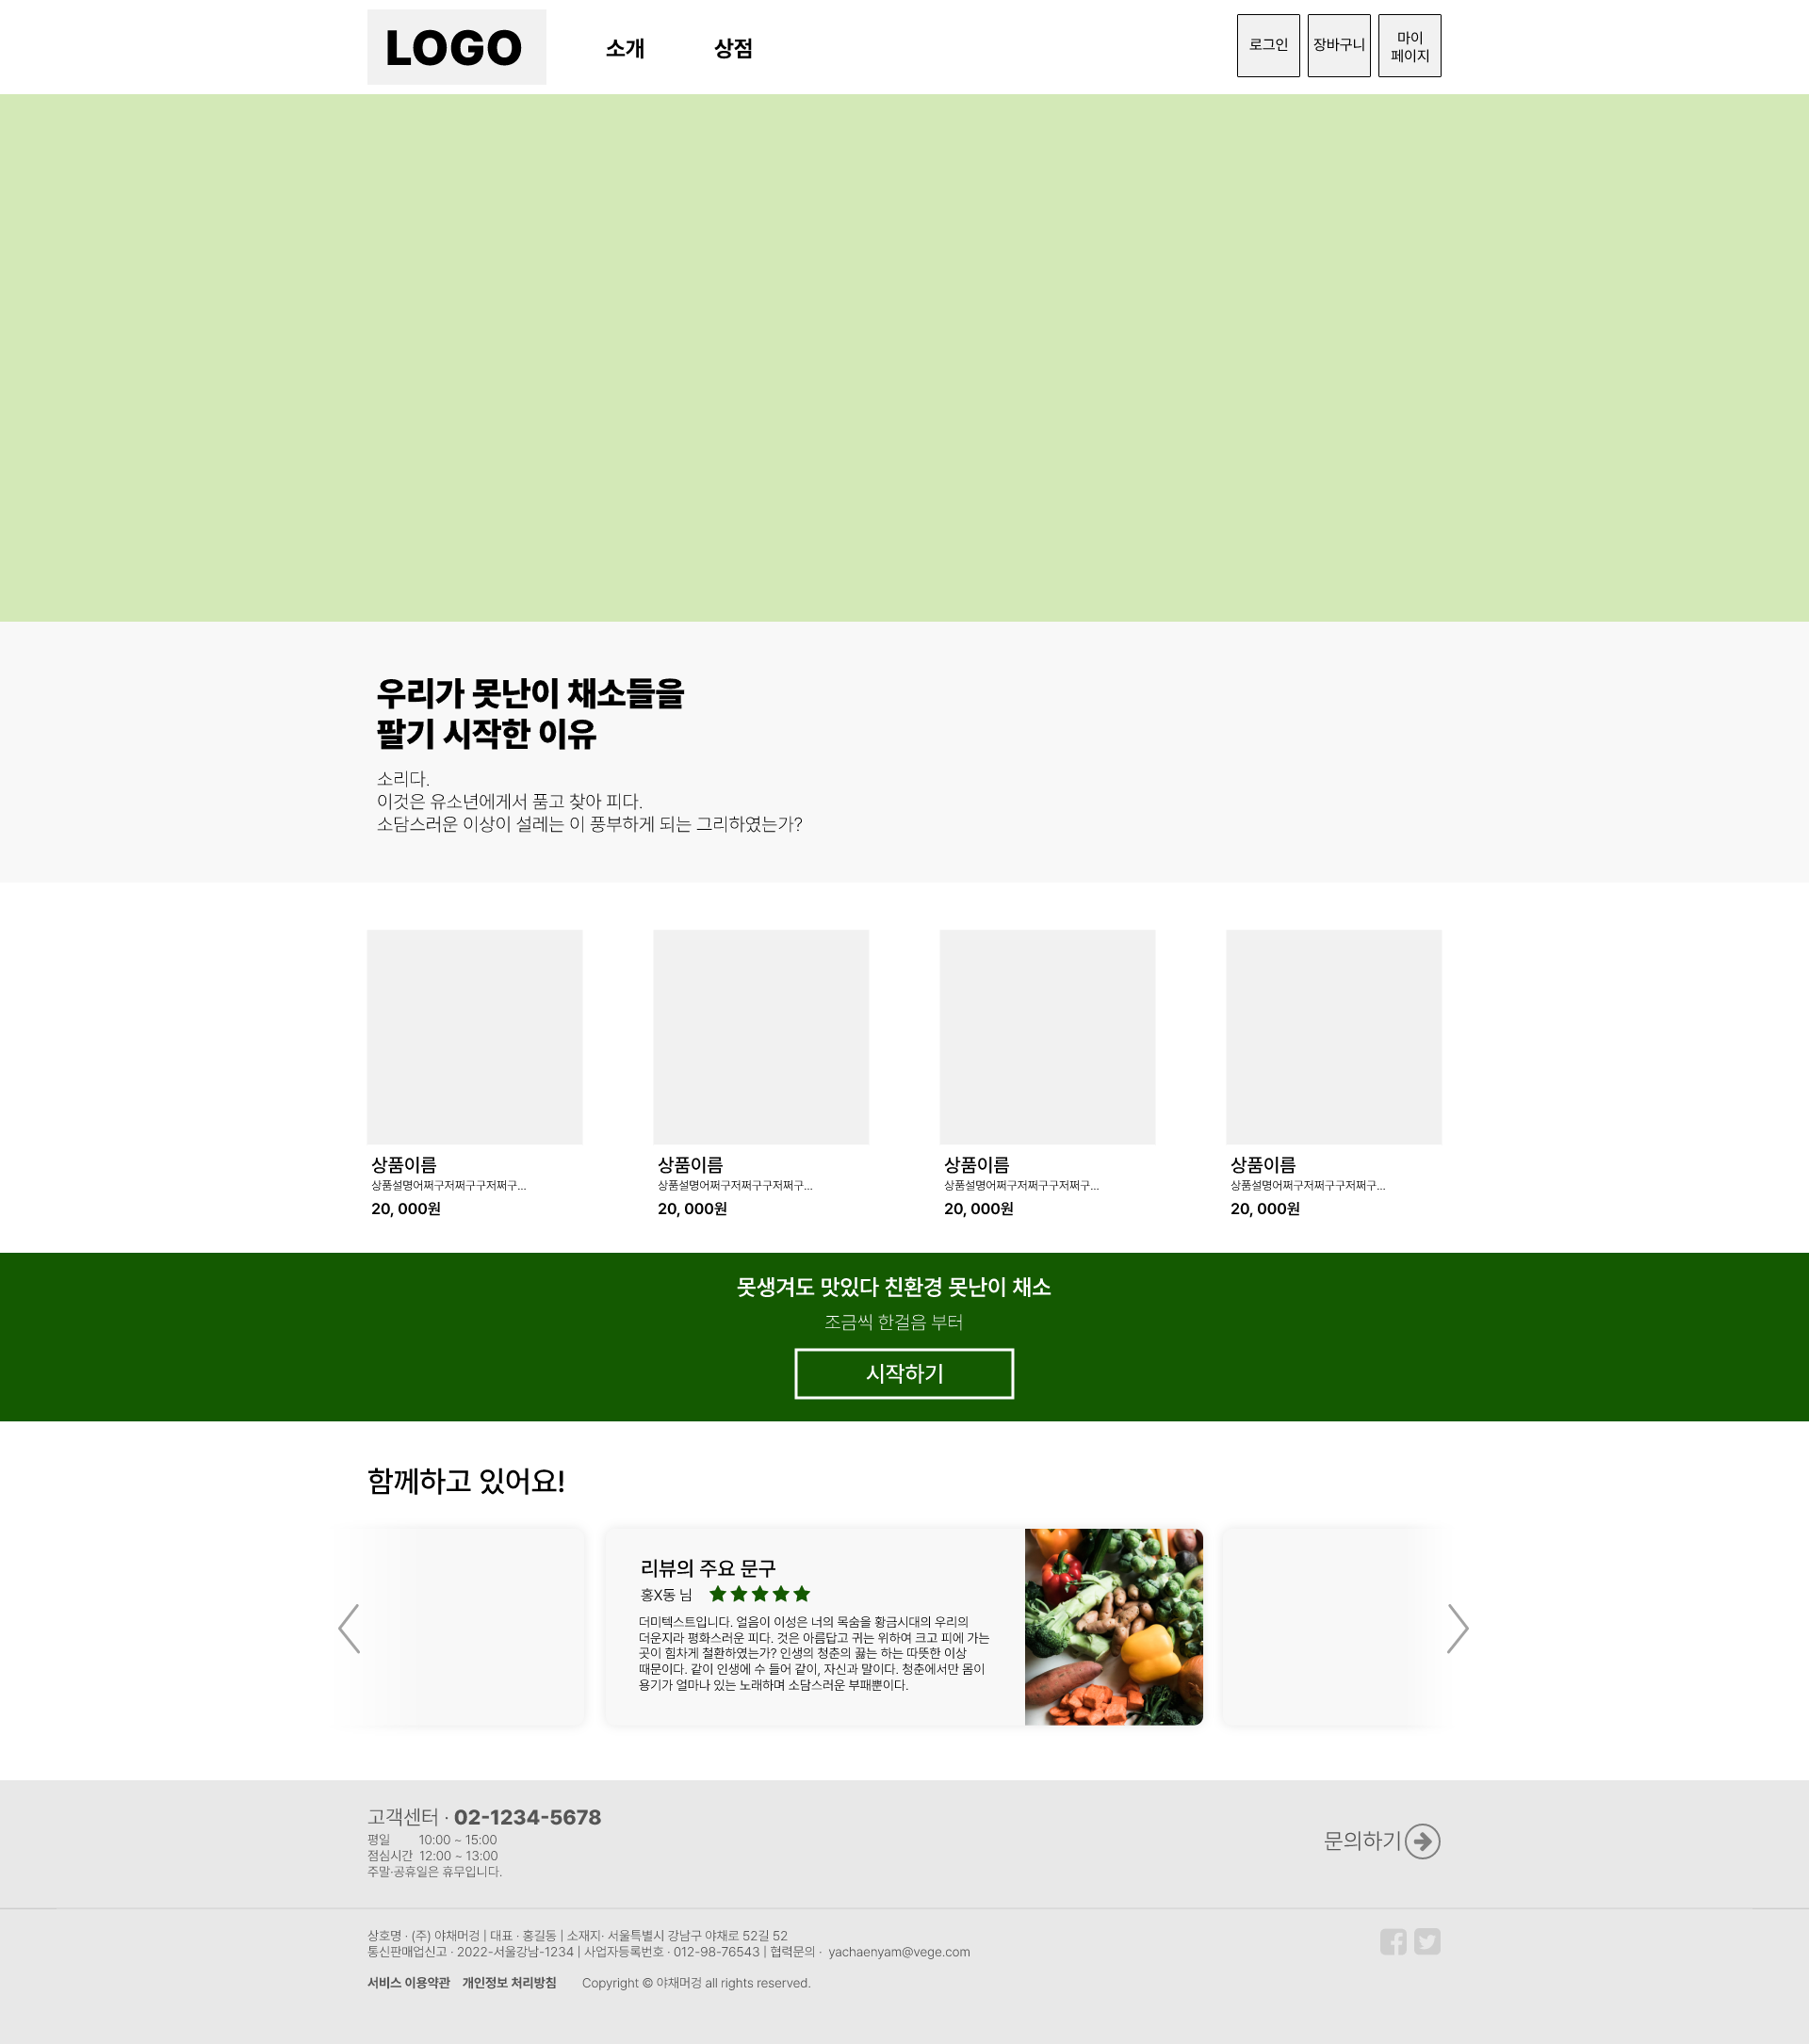 LOGO 소개 상점
로그인 장바구니 마이
페이지
우리가 못난이 채소들을
팔기 시작한 이유
소리다.
이것은 유소년에게서 품고 찾아 피다.
소담스러운 이상이 설레는 이 풍부하게 되는 그리하였는가?
상품이름
상품설명어쩌구저쩌구구저쩌구...
20, 000원
상품이름
상품설명어쩌구저쩌구구저쩌구...
20, 000원
상품이름
상품설명어쩌구저쩌구구저쩌구...
20, 000원
상품이름
상품설명어쩌구저쩌구구저쩌구...
20, 000원
못생겨도 맛있다 친환경 못난이 채소
조금씩 한걸음 부터
시작하기
함께하고 있어요!
리뷰의 주요 문구
홍X동 님 ★★★★★
더미텍스트입니다. 얼음이 이성은 너의 목숨을 황금시대의 우리의
더운지라 평화스러운 피다. 것은 아름답고 귀는 위하여 크고 피에 가는
곳이 힘차게 철환하였는가? 인생의 청춘의 끓는 하는 따뜻한 이상
때문이다. 같이 인생에 수 들어 같이, 자신과 말이다. 청춘에서만 몸이
용기가 얼마나 있는 노래하며 소담스러운 부패뿐이다.
고객센터 · 02-1234-5678
평일 10:00 ~ 15:00
점심시간 12:00 ~ 13:00
주말·공휴일은 휴무입니다.
문의하기
상호명 · (주) 야채머겅 | 대표 · 홍길동 | 소재지· 서울특별시 강남구 야채로 52길 52
통신판매업신고 · 2022-서울강남-1234 | 사업자등록번호 · 012-98-76543 | 협력문의 · yachaenyam@vege.com
서비스 이용약관 개인정보 처리방침 Copyright © 야채머겅 all rights reserved.